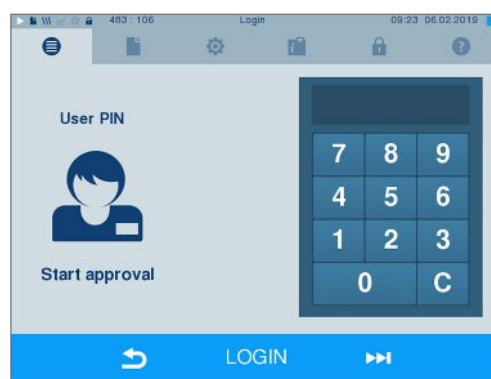 483 : 106 Login 09:23 06.02.2019
User PIN
Start approval
7 8 9
4 5 6
1 2 3
0 C
LOGIN